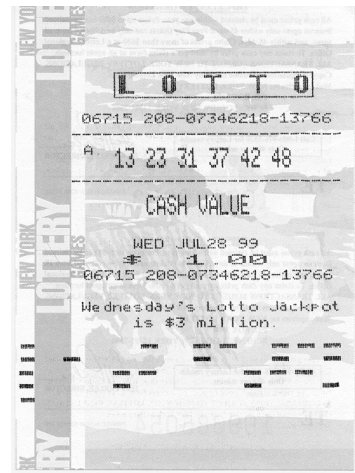 NEW YORK
LOTTERY
GAMES
LOTTO
06715 208-07346218-13766
A. 13 23 31 37 42 48
CASH VALUE
WED JUL28 99
$ 1.00
06715 208-07346218-13766
Wednesday's Lotto Jackpot
is $3 million.
NEW YORK
LOTTERY
GAMES